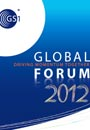 GS1
GLOBAL
DRIVING MOMENTUM TOGETHER
FORUM
2012